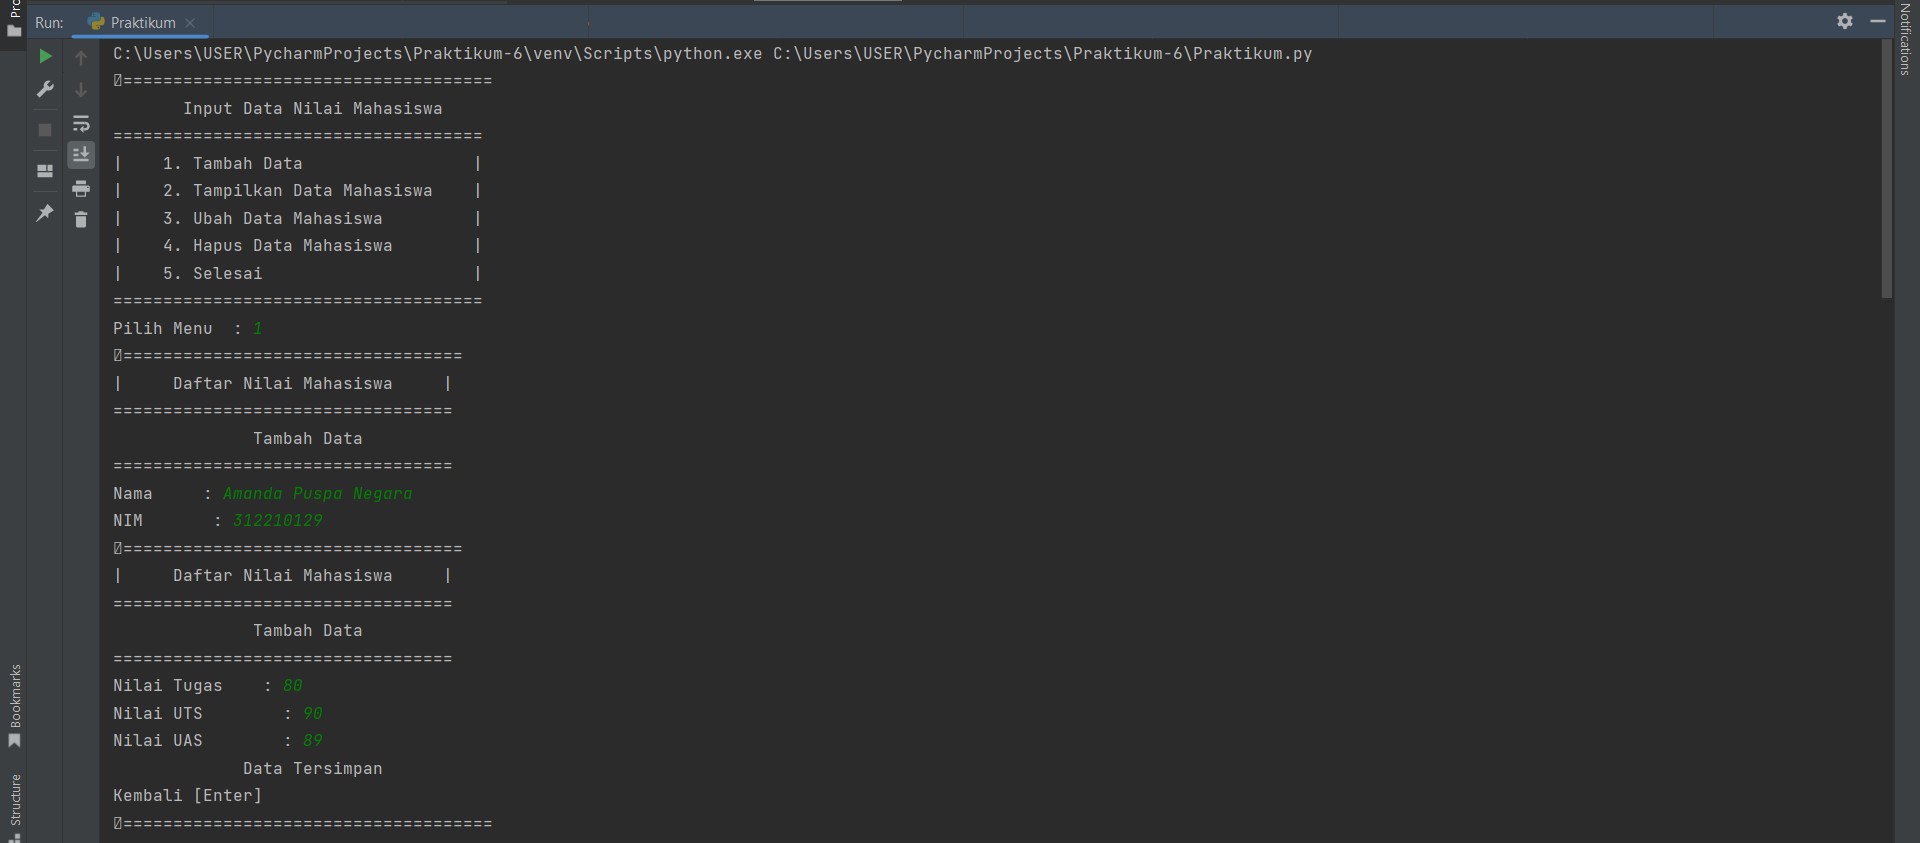 Pro
Run: Praktikum
Notifications
C:\Users\USER\PycharmProjects\Praktikum-6\venv\Scripts\python.exe C:\Users\USER\PycharmProjects\Praktikum-6\Praktikum.py
=====================================
Input Data Nilai Mahasiswa
=====================================
|    1. Tambah Data                 |
|    2. Tampilkan Data Mahasiswa    |
|    3. Ubah Data Mahasiswa         |
|    4. Hapus Data Mahasiswa        |
|    5. Selesai                     |
=====================================
Pilih Menu  : 1
==================================
|     Daftar Nilai Mahasiswa     |
==================================
Tambah Data
==================================
Nama     : Amanda Puspa Negara
NIM       : 312210129
==================================
|     Daftar Nilai Mahasiswa     |
==================================
Tambah Data
==================================
Nilai Tugas    : 80
Nilai UTS        : 90
Nilai UAS        : 89
Data Tersimpan
Kembali [Enter]
=====================================
Bookmarks
Structure